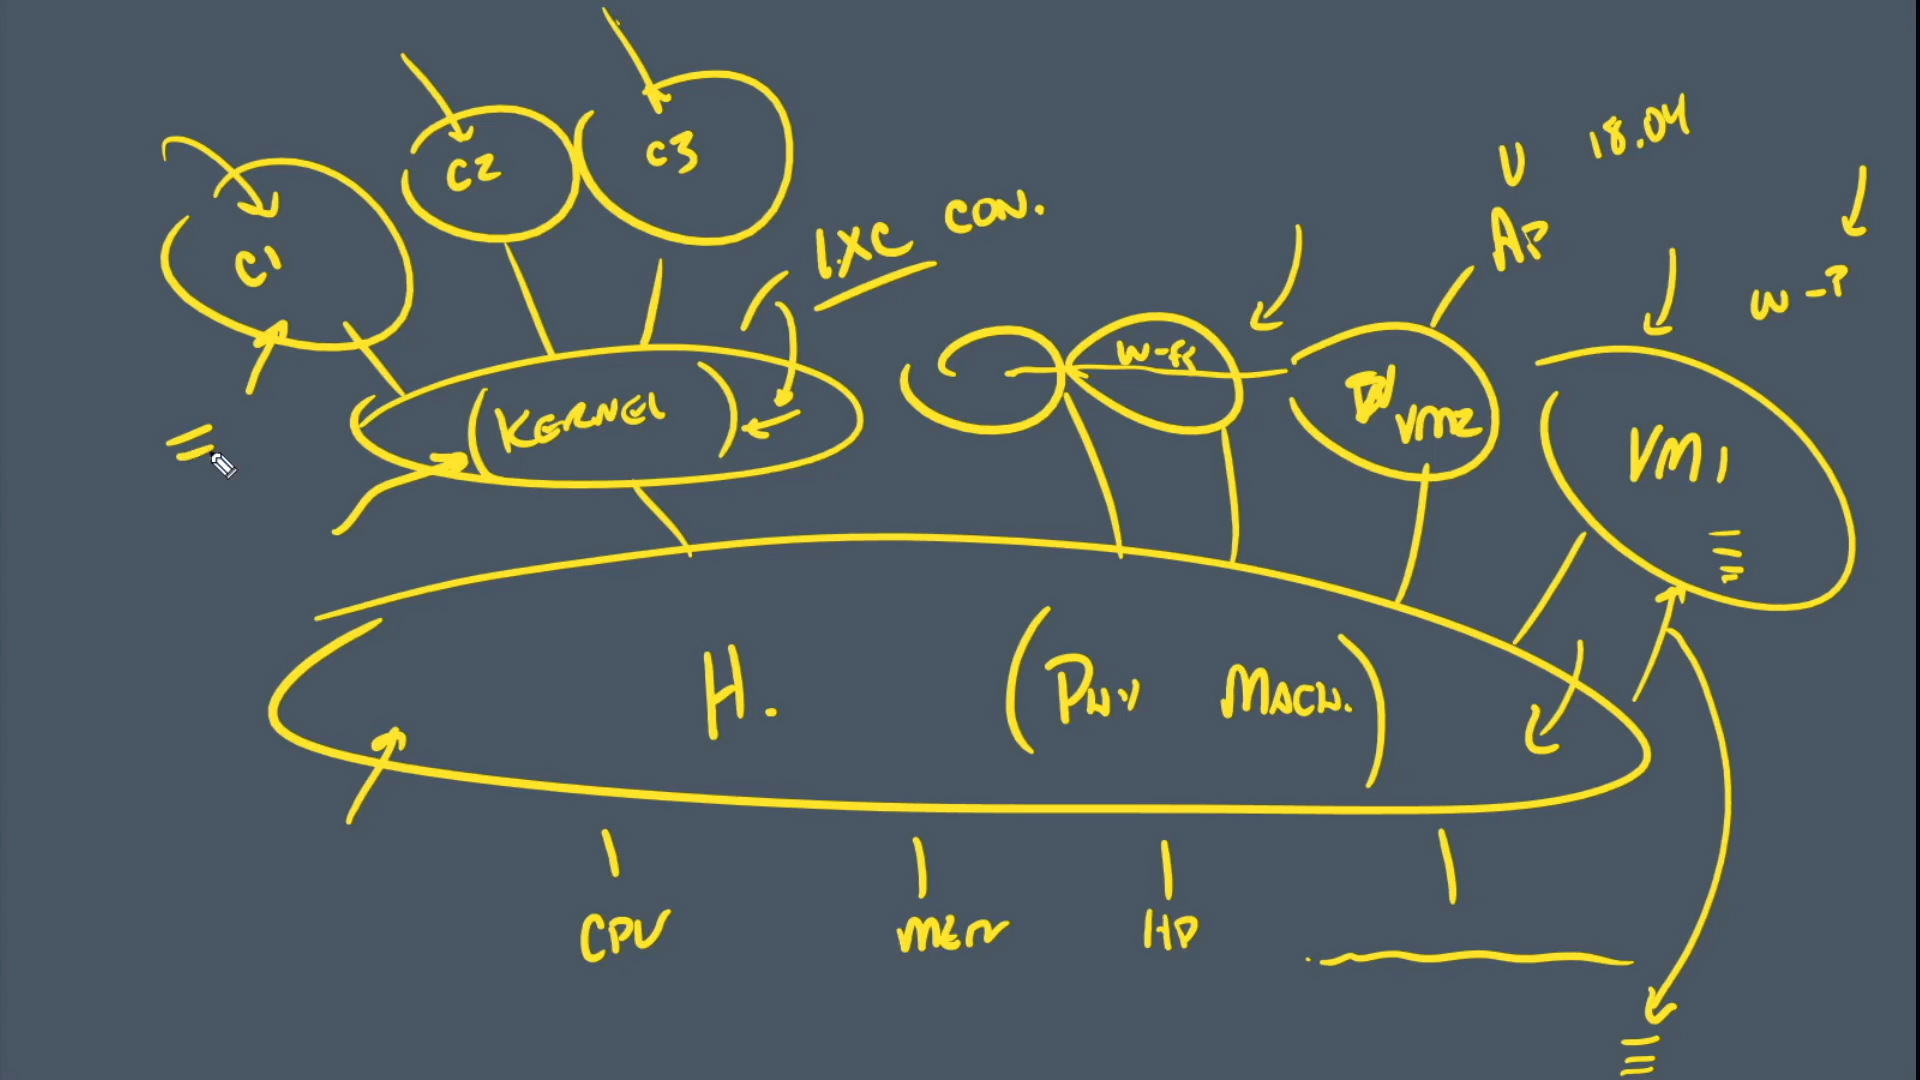 C1
C2
C3
LXC CON.
U 18.04
AP
W-?
(KERNEL)
VM2
VM1
H. (PHY MACH.)
CPU
MEM
HD